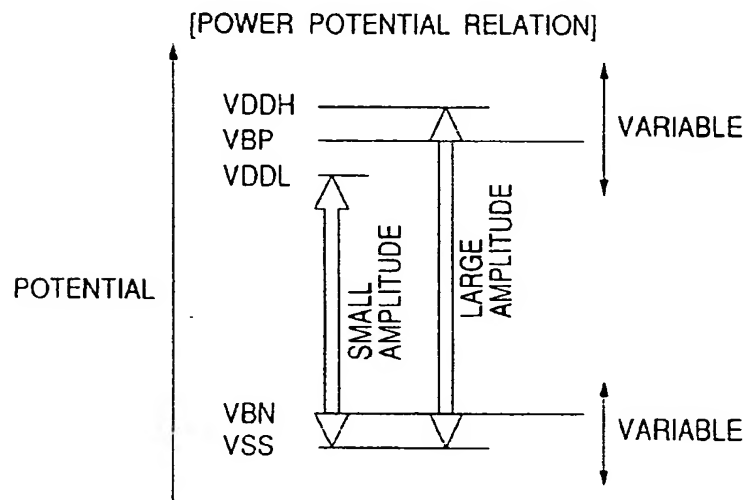 [POWER POTENTIAL RELATION]
VDDH
VBP
VDDL
VARIABLE
POTENTIAL
SMALL
AMPLITUDE
LARGE
AMPLITUDE
VBN
VSS
VARIABLE